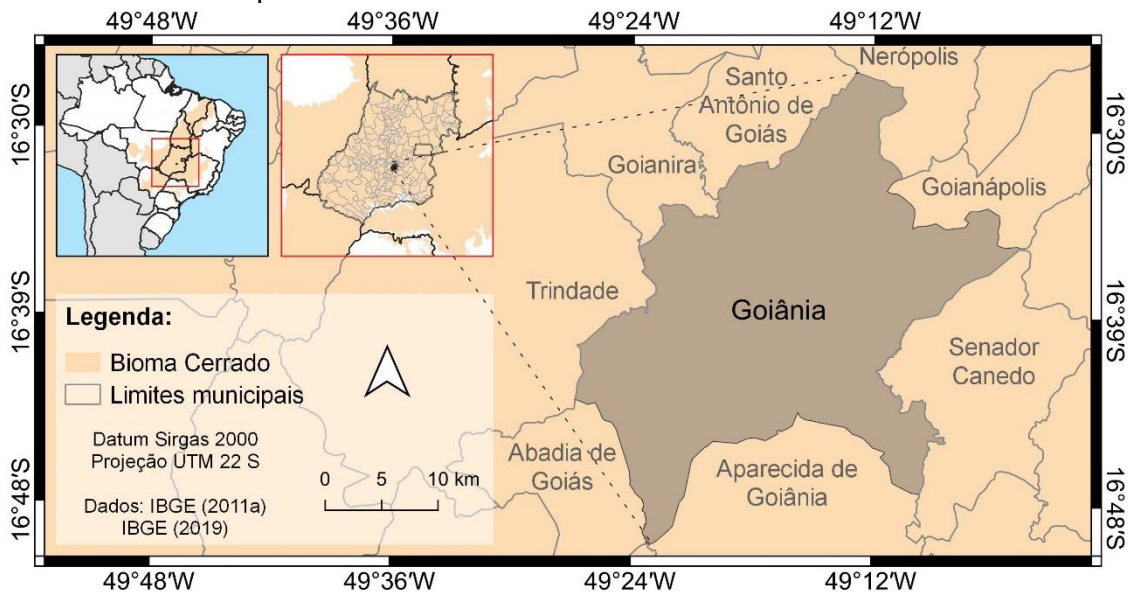 49°48'W 49°36'W 49°24'W 49°12'W
16°30'S
16°39'S
16°48'S
Nerópolis
Santo
Antônio de
Goiás
Goianira
Goianápolis
Trindade
Goiânia
Senador
Canedo
Abadia de
Goiás
Aparecida de
Goiânia
Legenda:
Bioma Cerrado
Limites municipais
Datum Sirgas 2000
Projeção UTM 22 S
0 5 10 km
Dados: IBGE (2011a)
IBGE (2019)
16°30'S
16°39'S
16°48'S
49°48'W 49°36'W 49°24'W 49°12'W